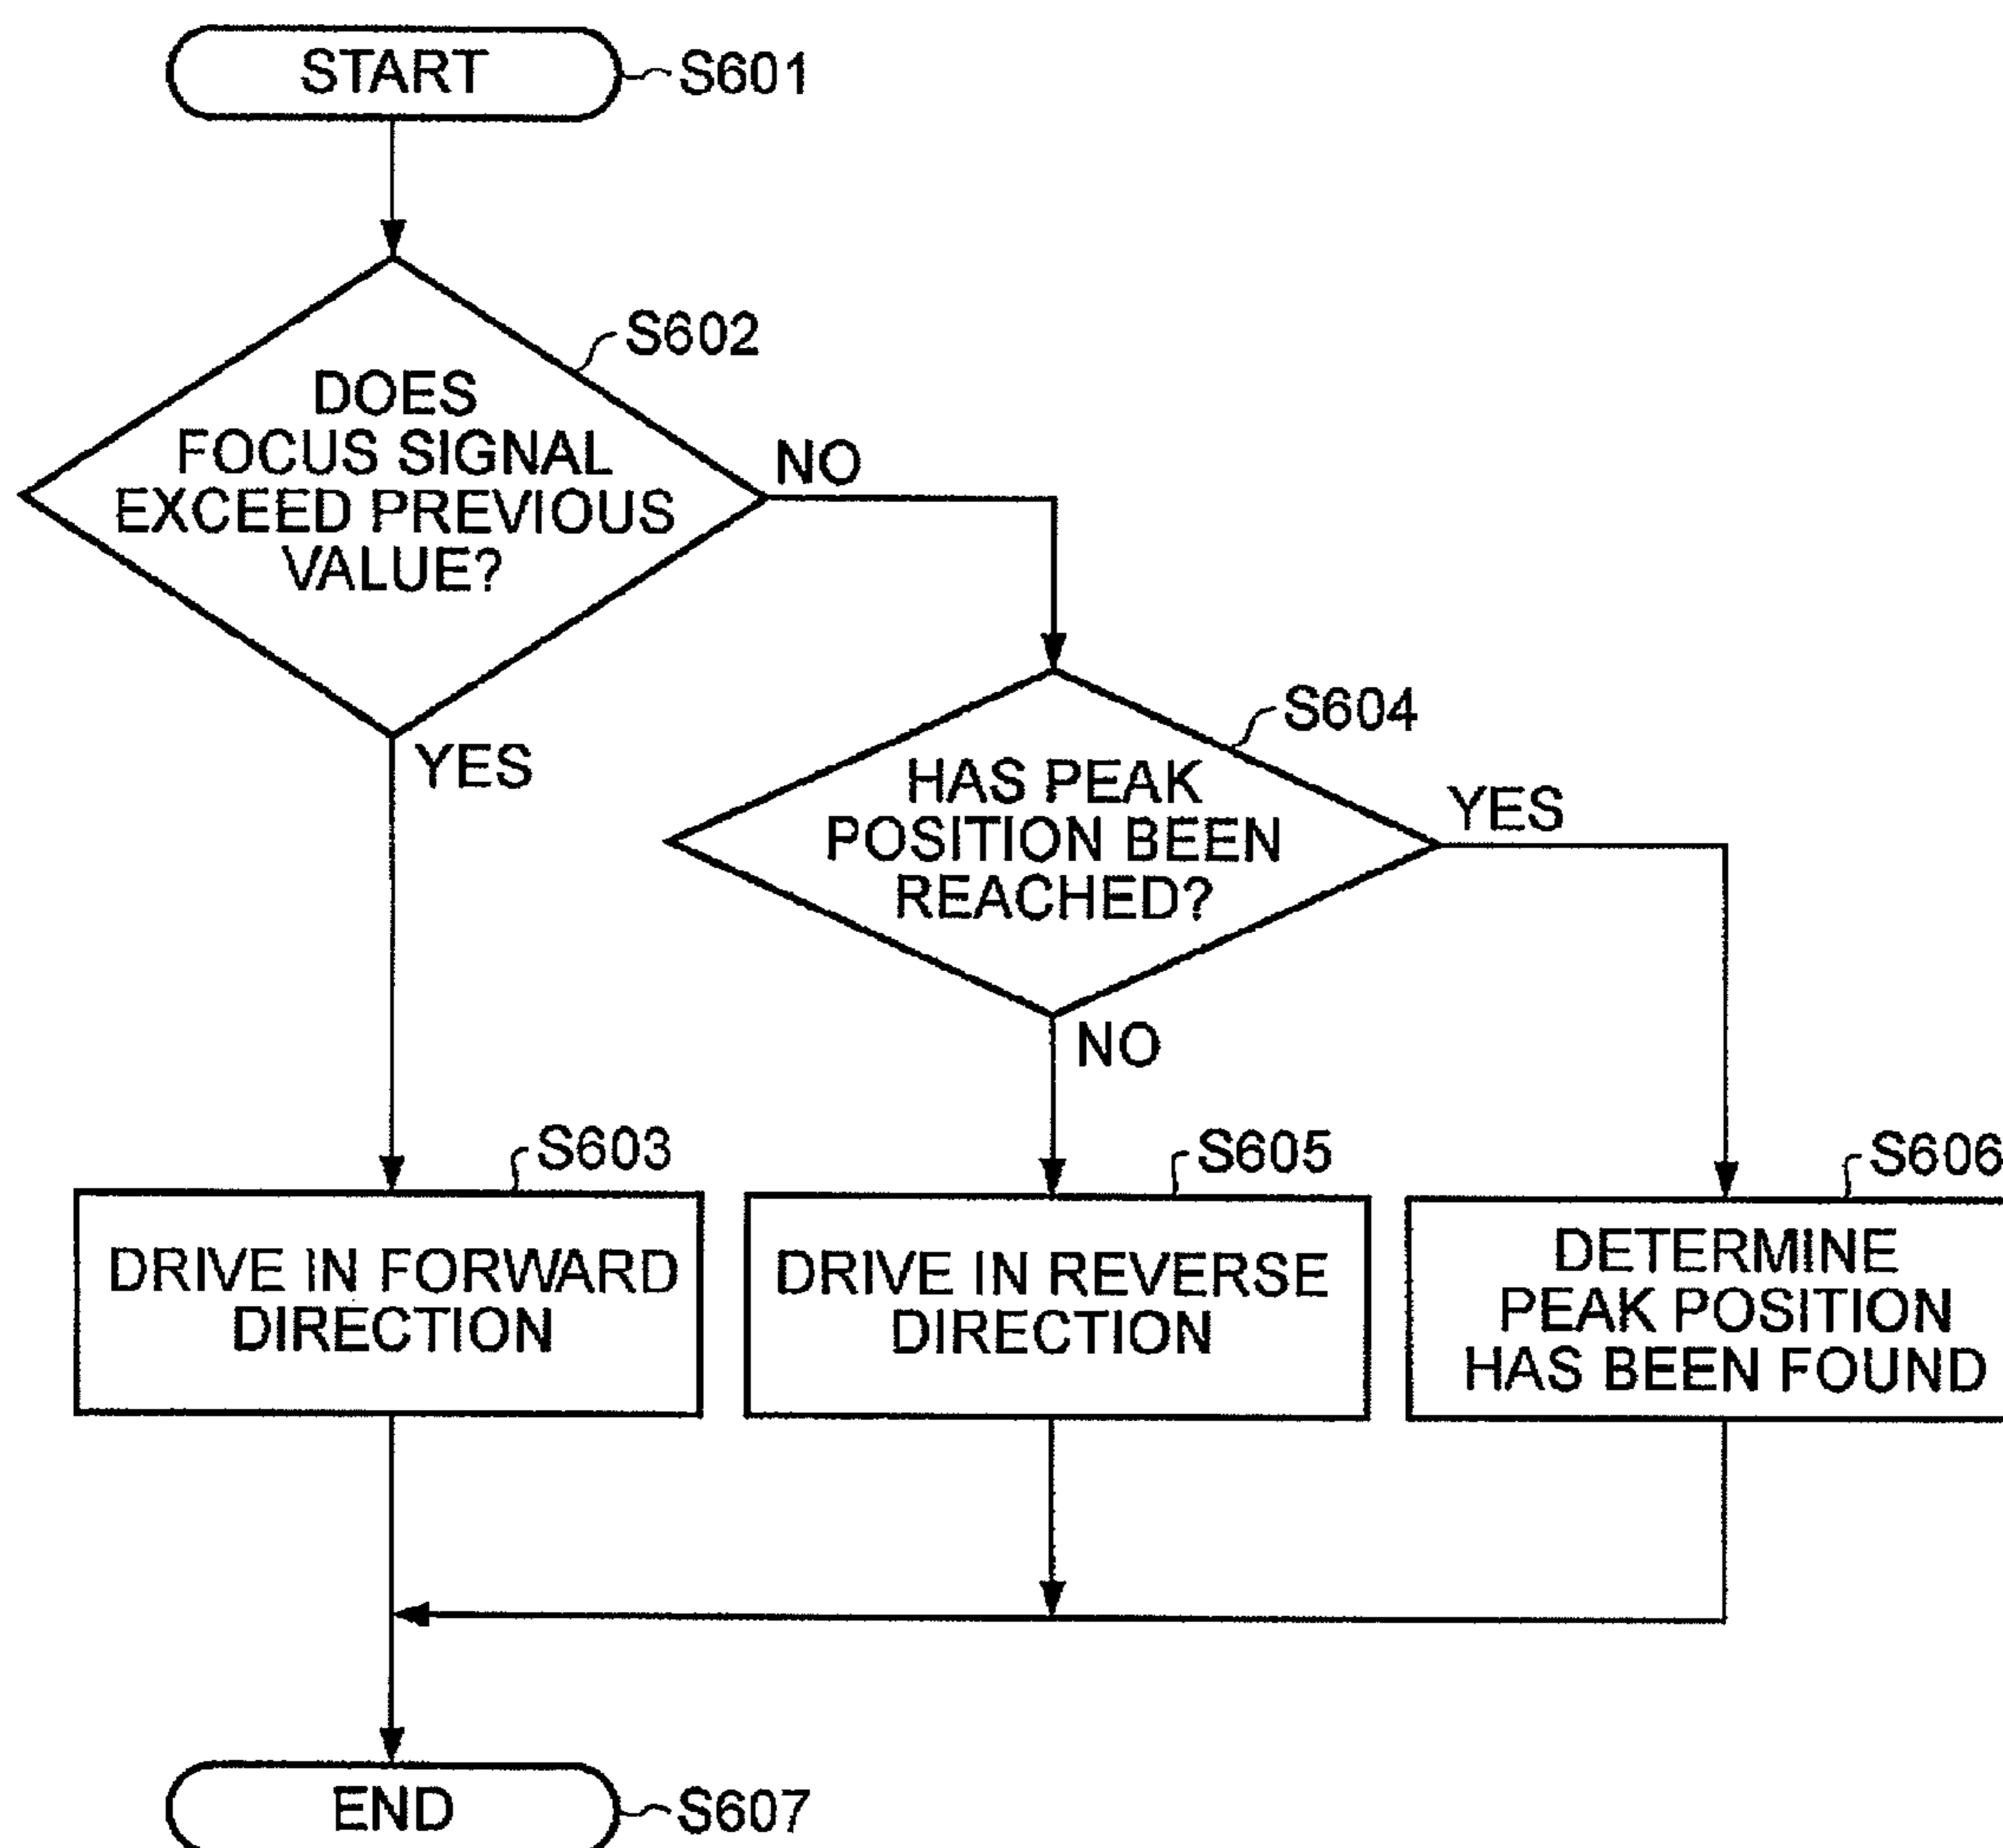 START
S601
S602
DOES
FOCUS SIGNAL
EXCEED PREVIOUS
VALUE?
NO
YES
S604
HAS PEAK
POSITION BEEN
REACHED?
YES
NO
S603
DRIVE IN FORWARD
DIRECTION
S605
DRIVE IN REVERSE
DIRECTION
S606
DETERMINE
PEAK POSITION
HAS BEEN FOUND
END
S607